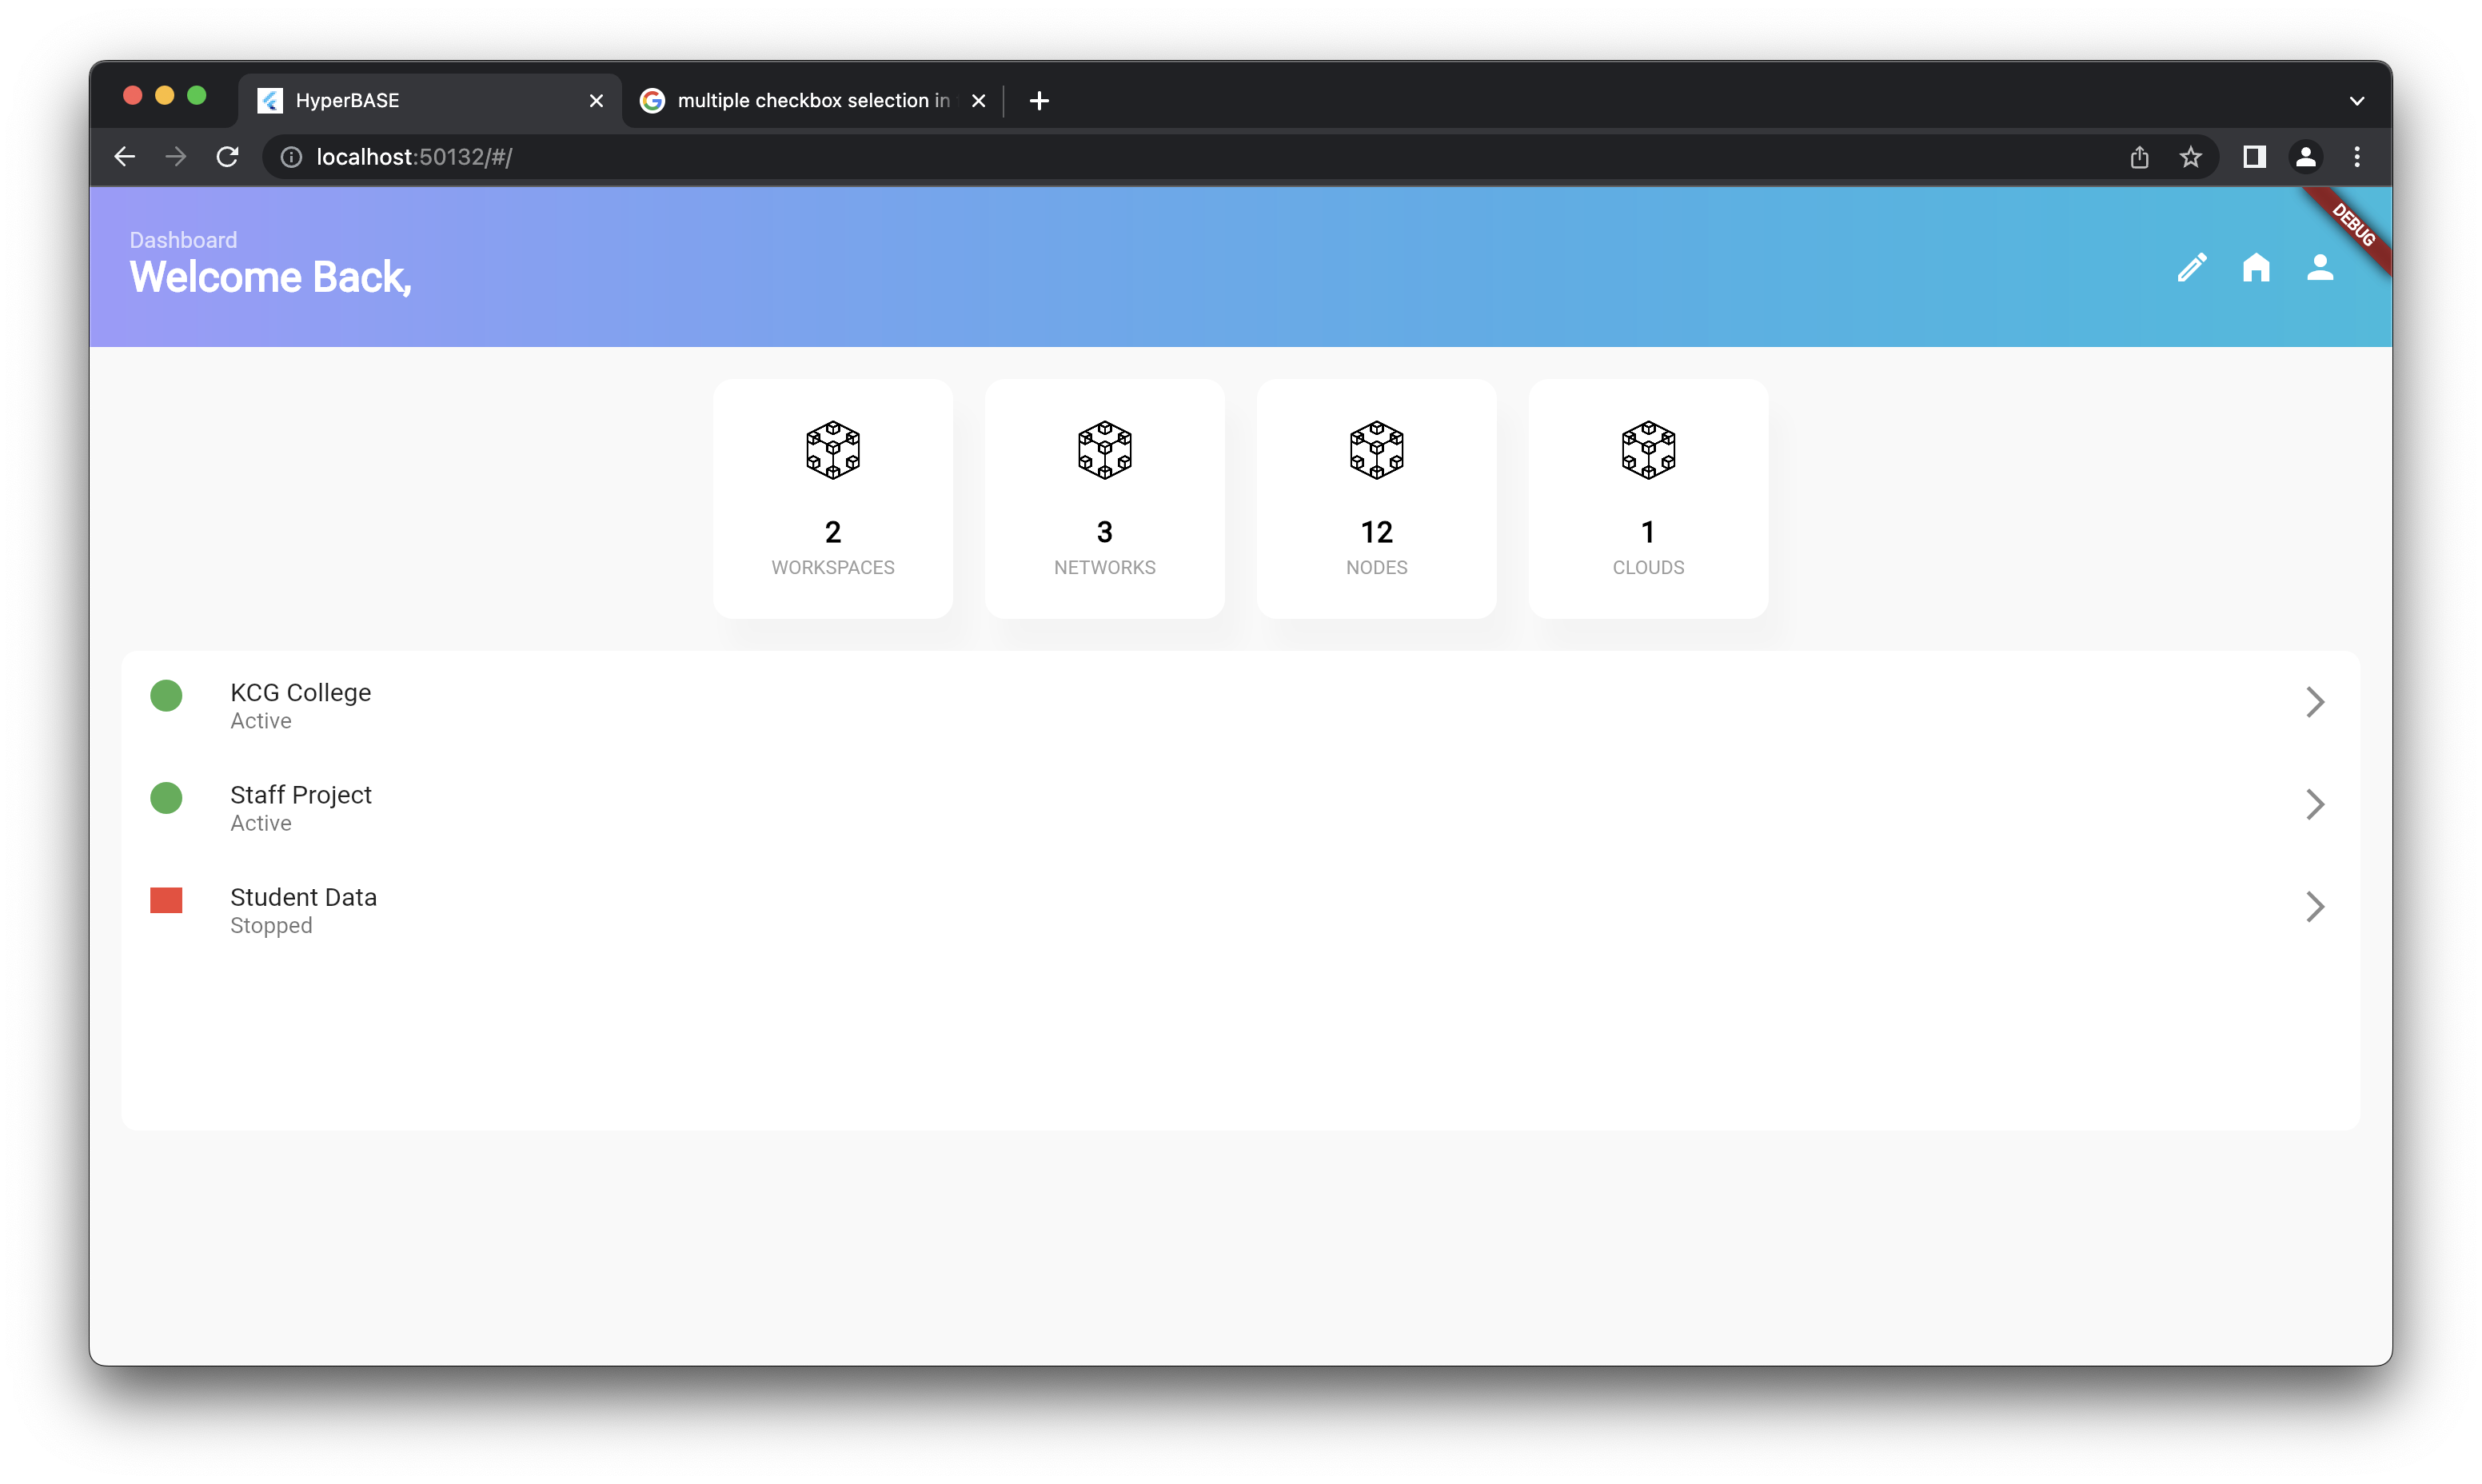 HyperBASE
multiple checkbox selection in
localhost:50132/#/
DEBUG
Dashboard
Welcome Back,
2
WORKSPACES
3
NETWORKS
12
NODES
1
CLOUDS
KCG College
Active
Staff Project
Active
Student Data
Stopped